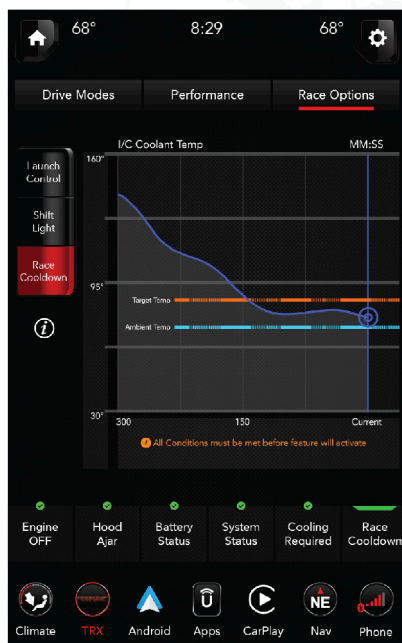 68° 8:29 68°
Drive Modes Performance Race Options
I/C Coolant Temp MM:SS
Launch
Control
Shift
Light
Race
Cooldown
i
160°
95°
Target Temp
Ambient Temp
30°
300 150 Current
All Conditions must be met before feature will activate
Engine
OFF
Hood
Ajar
Battery
Status
System
Status
Cooling
Required
Race
Cooldown
NE
Climate TRX Android Apps CarPlay Nav Phone